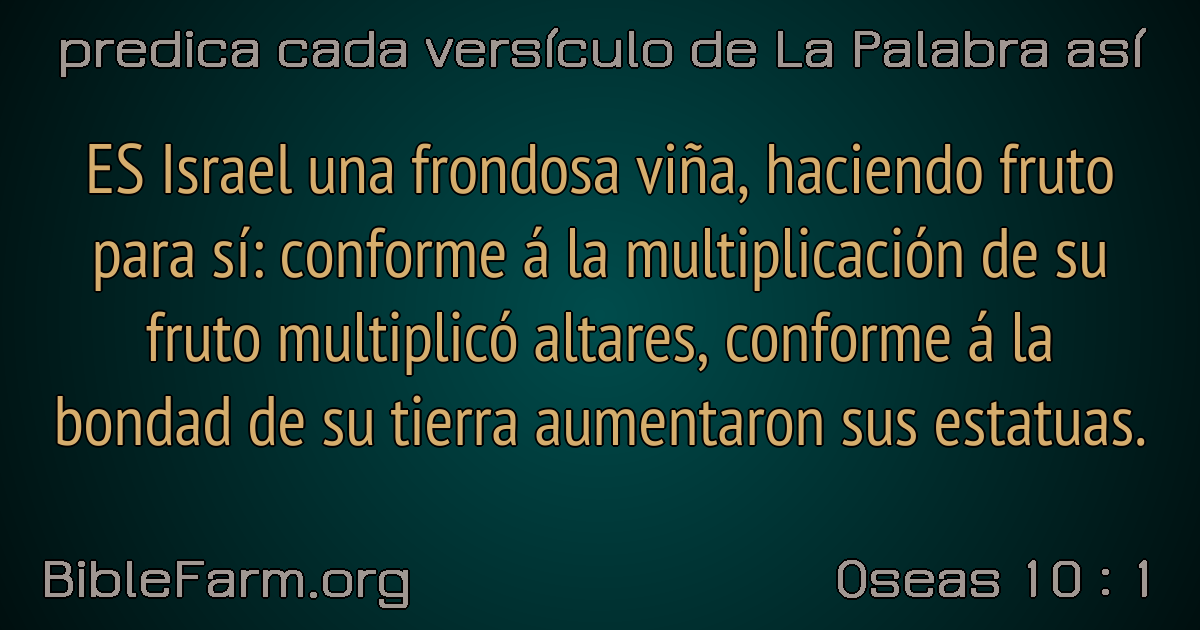 predica cada versículo de La Palabra así
ES Israel una frondosa viña, haciendo fruto
para sí: conforme á la multiplicación de su
fruto multiplicó altares, conforme á la
bondad de su tierra aumentaron sus estatuas.
BibleFarm.org
Oseas 10 : 1